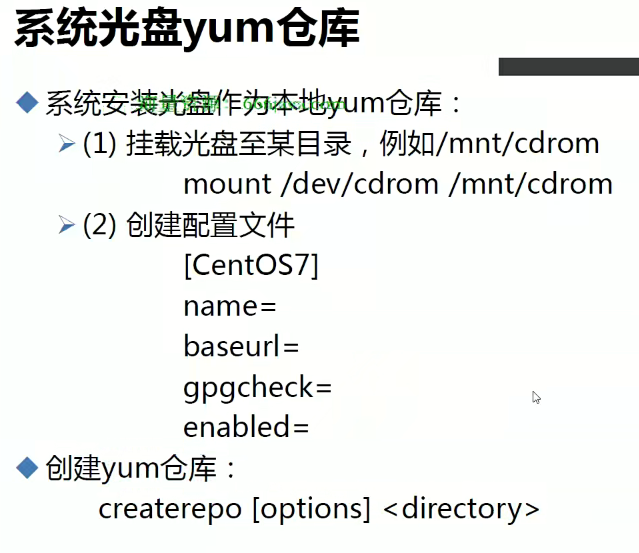 系统光盘yum仓库
系统安装光盘作为本地yum仓库：
(1) 挂载光盘至某目录，例如/mnt/cdrom
mount /dev/cdrom /mnt/cdrom
(2) 创建配置文件
[CentOS7]
name=
baseurl=
gpgcheck=
enabled=
创建yum仓库：
createrepo [options] <directory>